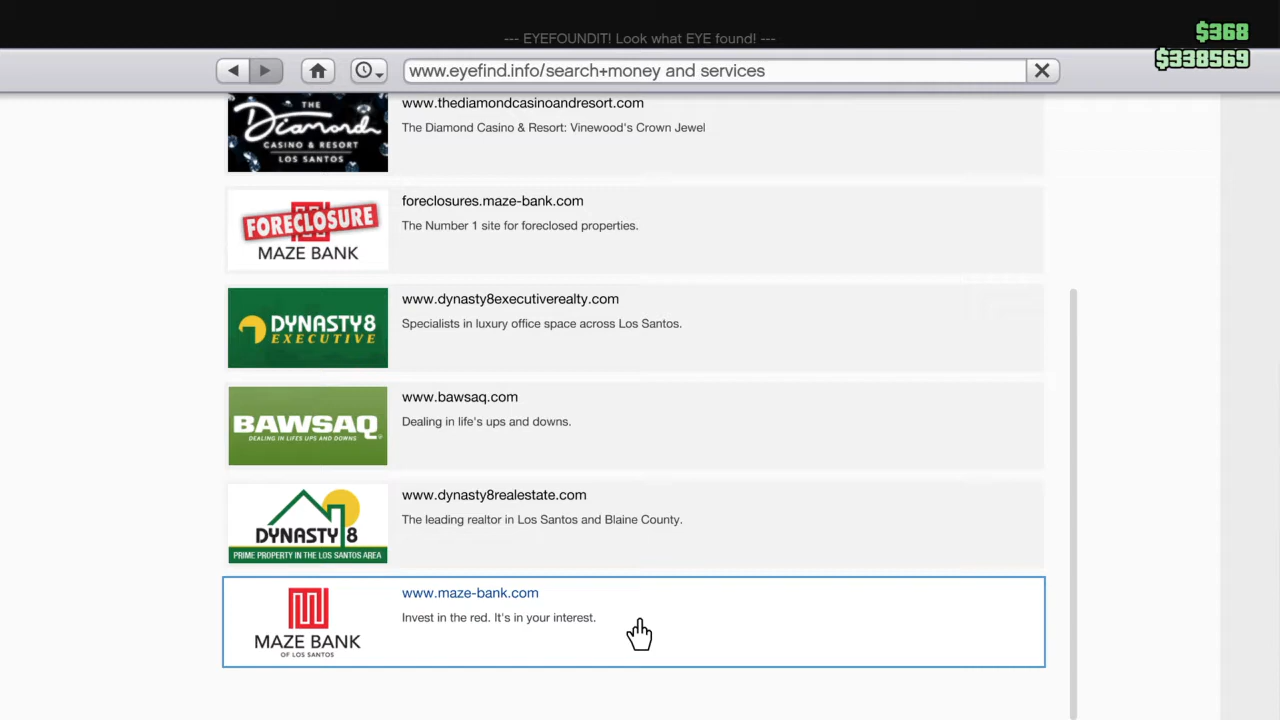 --- EYEFOUNDIT! Look what EYE found! ---
$368
$338569
www.eyefind.info/search+money and services
THE
Diamond
CASINO & RESORT
LOS SANTOS
www.thediamondcasinoandresort.com
The Diamond Casino & Resort: Vinewood's Crown Jewel
FORECLOSURE
MAZE BANK
foreclosures.maze-bank.com
The Number 1 site for foreclosed properties.
DYNASTY8
EXECUTIVE
www.dynasty8executiverealty.com
Specialists in luxury office space across Los Santos.
BAWSAQ
DEALING IN LIFES UPS AND DOWNS
www.bawsaq.com
Dealing in life's ups and downs.
DYNASTY 8
PRIME PROPERTY IN THE LOS SANTOS AREA
www.dynasty8realestate.com
The leading realtor in Los Santos and Blaine County.
MAZE BANK
OF LOS SANTOS
www.maze-bank.com
Invest in the red. It's in your interest.